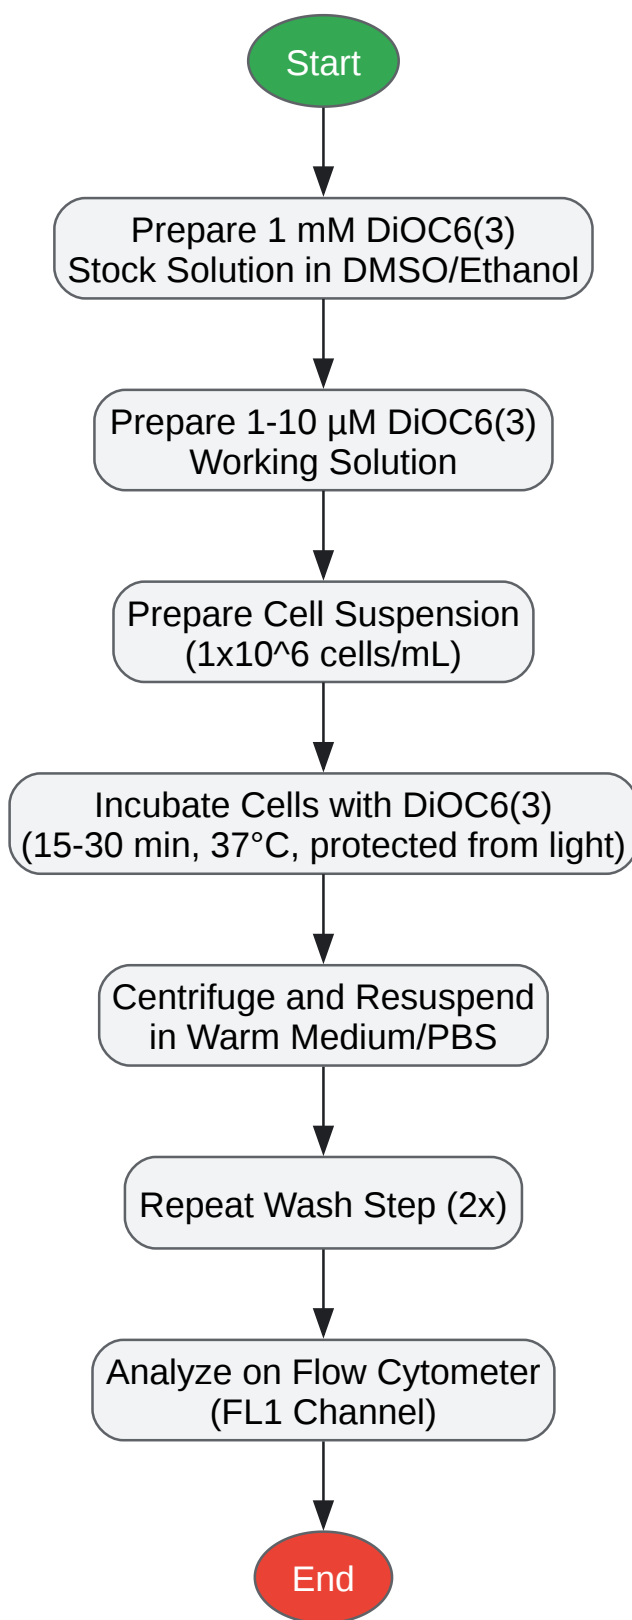 Start
Prepare 1 mM DiOC6(3)
Stock Solution in DMSO/Ethanol
Prepare 1-10 µM DiOC6(3)
Working Solution
Prepare Cell Suspension
(1x10^6 cells/mL)
Incubate Cells with DiOC6(3)
(15-30 min, 37°C, protected from light)
Centrifuge and Resuspend
in Warm Medium/PBS
Repeat Wash Step (2x)
Analyze on Flow Cytometer
(FL1 Channel)
End